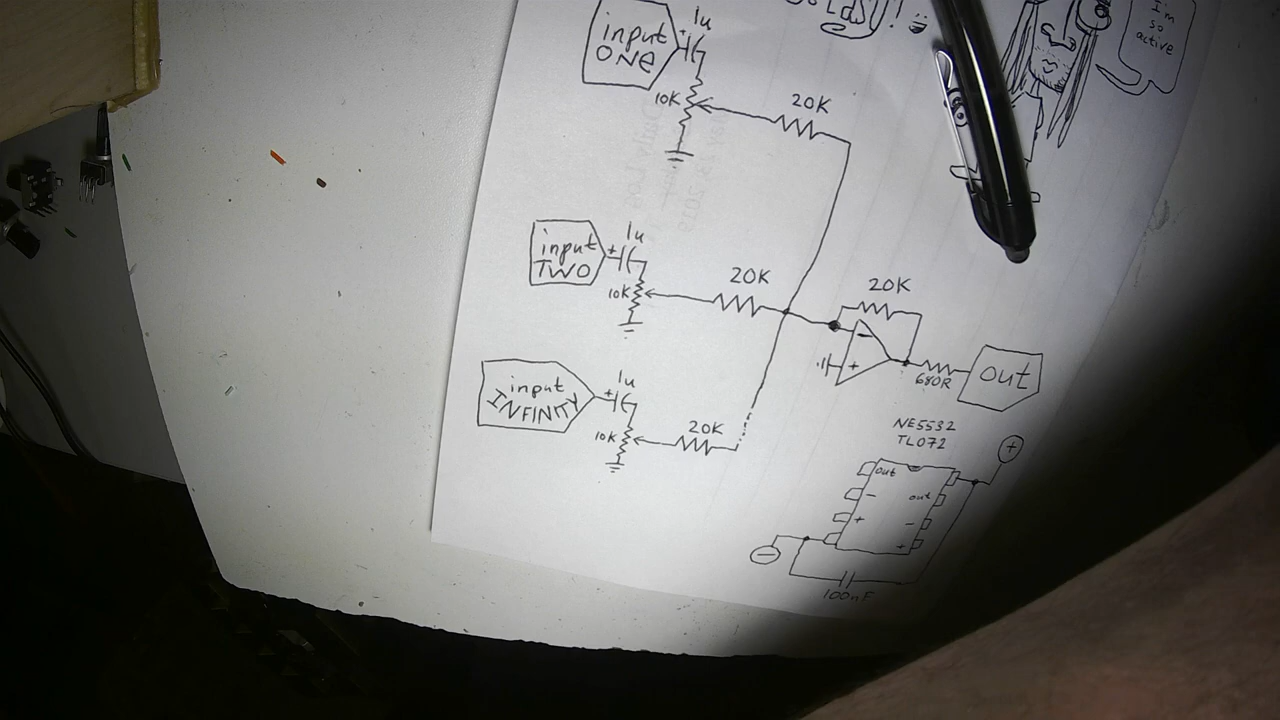 I'm
so
active
input
ONE
1u
10K
20K
input
TWO
1u
10K
20K
20K
-
+
680R
out
input
INFINITY
1u
10K
20K
NE5532
TL072
+
out
-
+
out
-
+
-
100nF